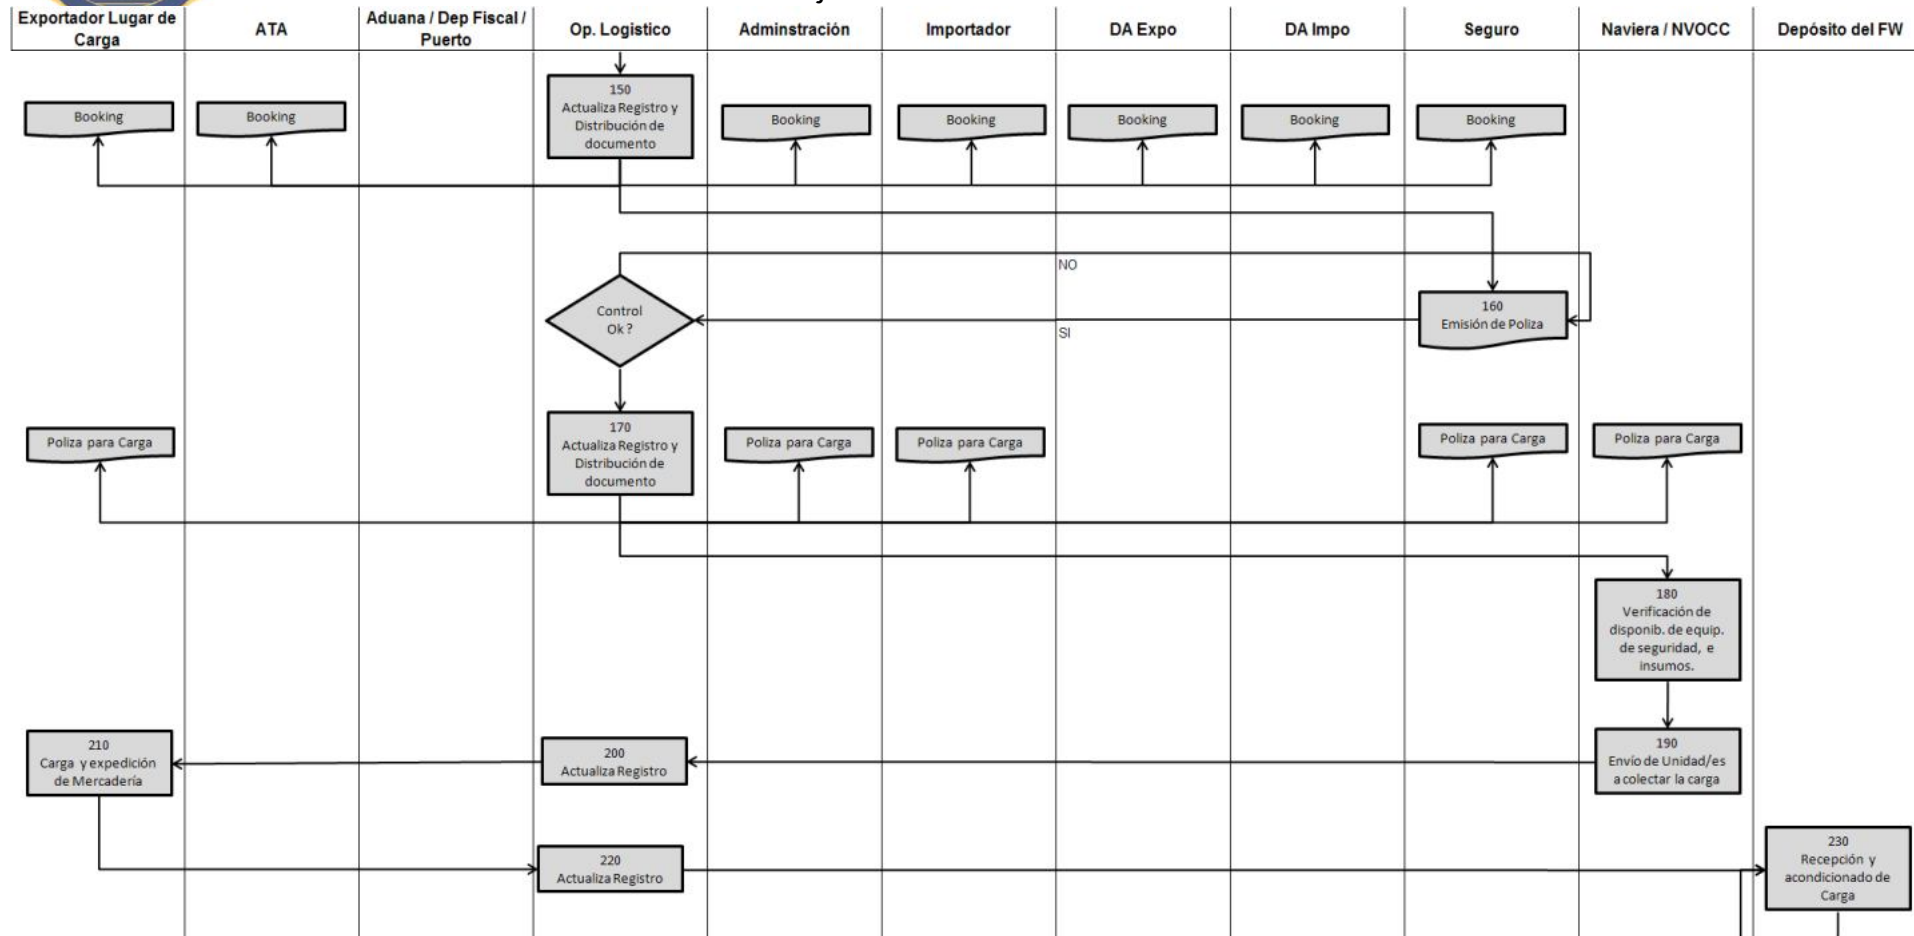 Exportador Lugar de
Carga
ATA
Aduana / Dep Fiscal /
Puerto
Op. Logistico
Adminstración
Importador
DA Expo
DA Impo
Seguro
Naviera / NVOCC
Depósito del FW
Booking
Booking
150
Actualiza Registro y
Distribución de
documento
Booking
Booking
Booking
Booking
Booking
NO
Control
Ok ?
SI
160
Emisión de Poliza
Poliza para Carga
170
Actualiza Registro y
Distribución de
documento
Poliza para Carga
Poliza para Carga
Poliza para Carga
Poliza para Carga
180
Verificación de
disponib. de equip.
de seguridad, e
insumos.
210
Carga y expedición
de Mercadería
200
Actualiza Registro
190
Envío de Unidad/es
a colectar la carga
220
Actualiza Registro
230
Recepción y
acondicionado de
Carga